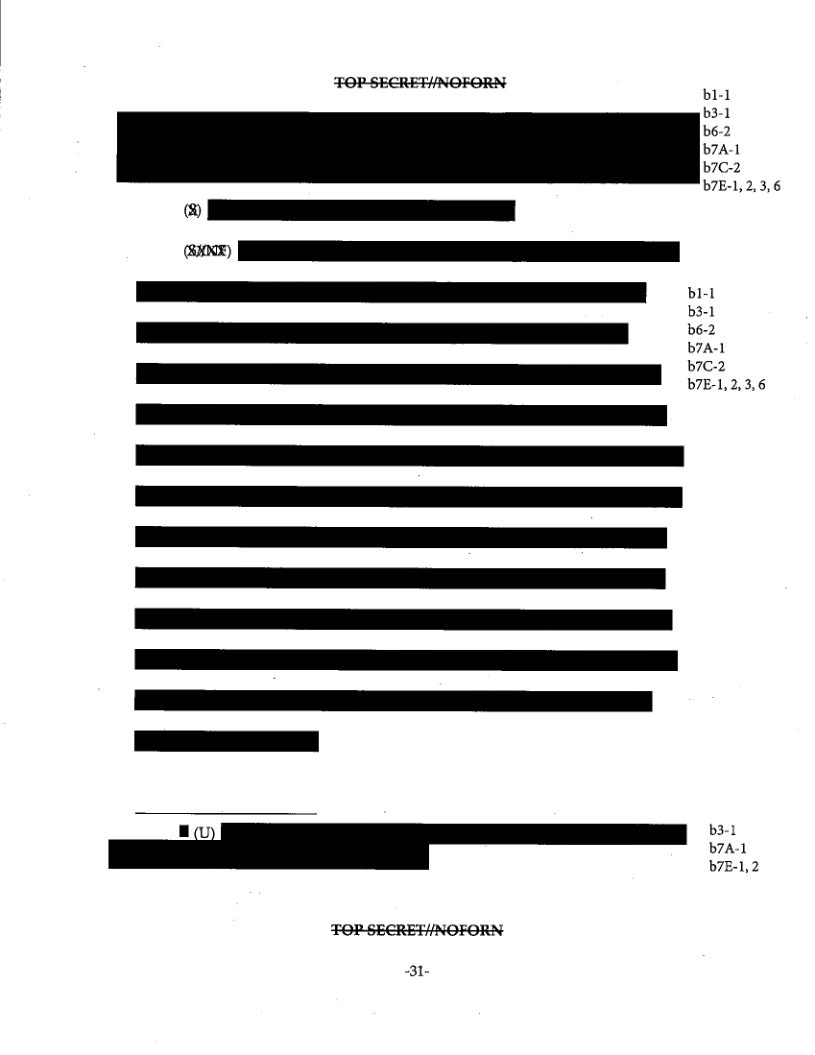 TOP SECRET//NOFORN
b1-1
b3-1
b6-2
b7A-1
b7C-2
b7E-1, 2, 3, 6
(S)
(S//NF)
b1-1
b3-1
b6-2
b7A-1
b7C-2
b7E-1, 2, 3, 6
(U)
b3-1
b7A-1
b7E-1, 2
TOP SECRET//NOFORN
-31-